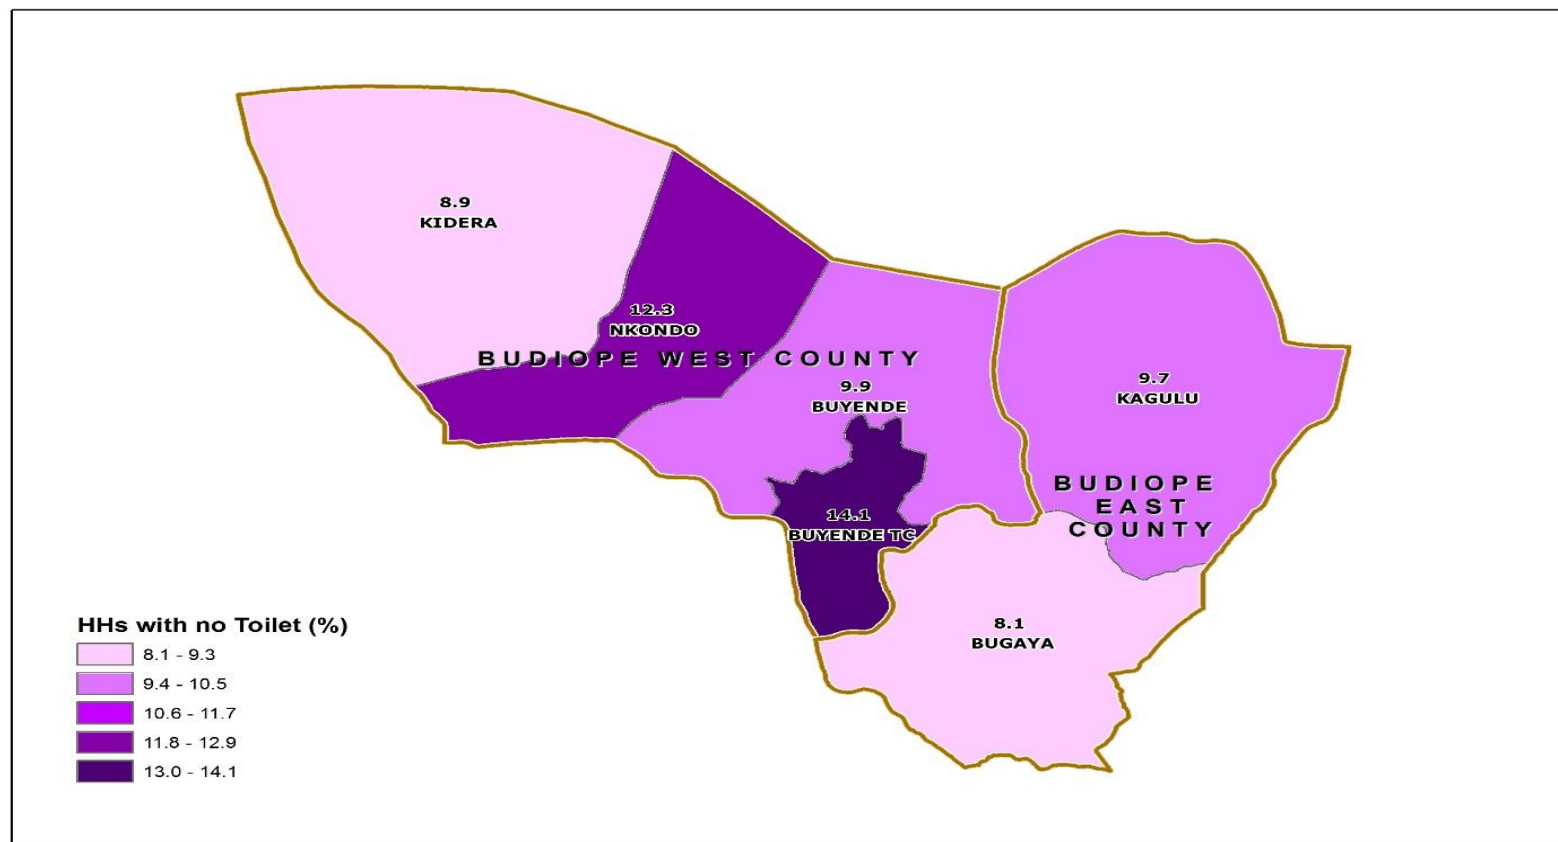 8.9
KIDERA
12.3
NKONDO
BUDIOPE WEST COUNTY
9.9
BUYENDE
9.7
KAGULU
BUDIOPE
EAST
COUNTY
14.1
BUYENDE TC
8.1
BUGAYA
HHs with no Toilet (%)
8.1 - 9.3
9.4 - 10.5
10.6 - 11.7
11.8 - 12.9
13.0 - 14.1